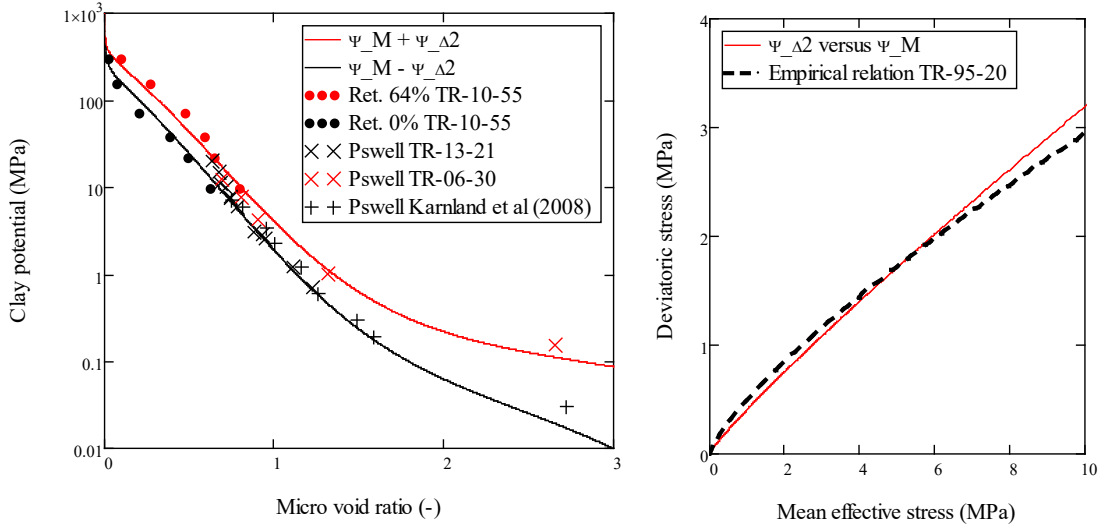 1×10³
100
10
1
0.1
0.01
0
1
2
3
Clay potential (MPa)
Micro void ratio (-)
Ψ_M + Ψ_Δ2
Ψ_M - Ψ_Δ2
Ret. 64% TR-10-55
Ret. 0% TR-10-55
Pswell TR-13-21
Pswell TR-06-30
Pswell Karnland et al (2008)
4
3
2
1
0
0
2
4
6
8
10
Deviatoric stress (MPa)
Mean effective stress (MPa)
Ψ_Δ2 versus Ψ_M
Empirical relation TR-95-20